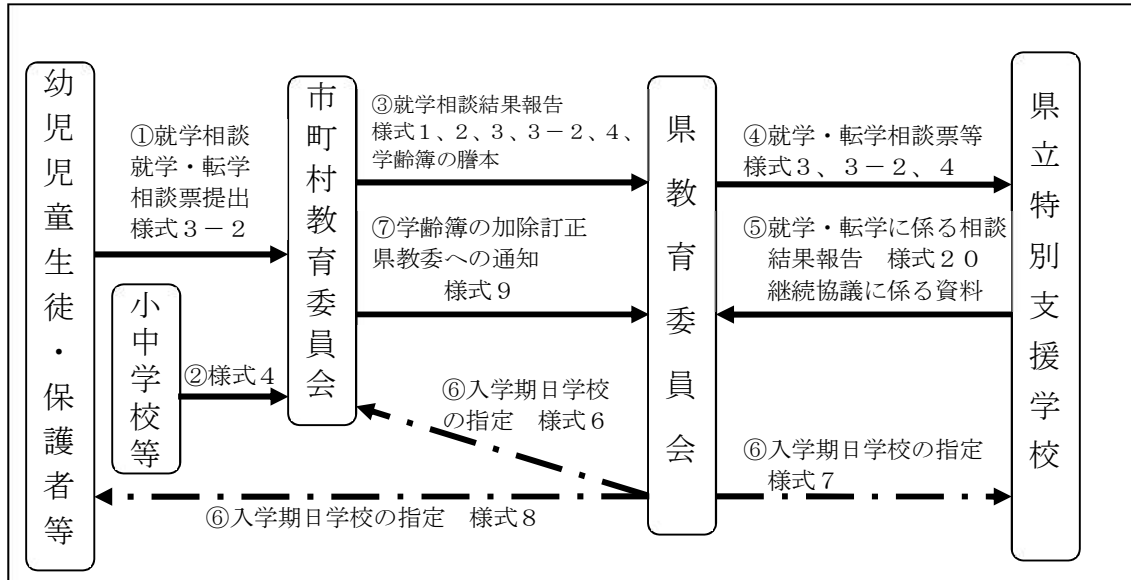 幼児児童生徒・保護者等
①就学相談
就学・転学
相談票提出
様式３－２
小中学校等
②様式４
市町村教育委員会
③就学相談結果報告
様式１、２、３、３－２、４、
学齢簿の謄本
⑦学齢簿の加除訂正
県教委への通知
様式９
⑥入学期日学校
の指定　様式６
⑥入学期日学校の指定　様式８
県教育委員会
④就学・転学相談票等
様式３、３－２、４
⑤就学・転学に係る相談
結果報告　様式２０
継続協議に係る資料
⑥入学期日学校の指定
様式７
県立特別支援学校